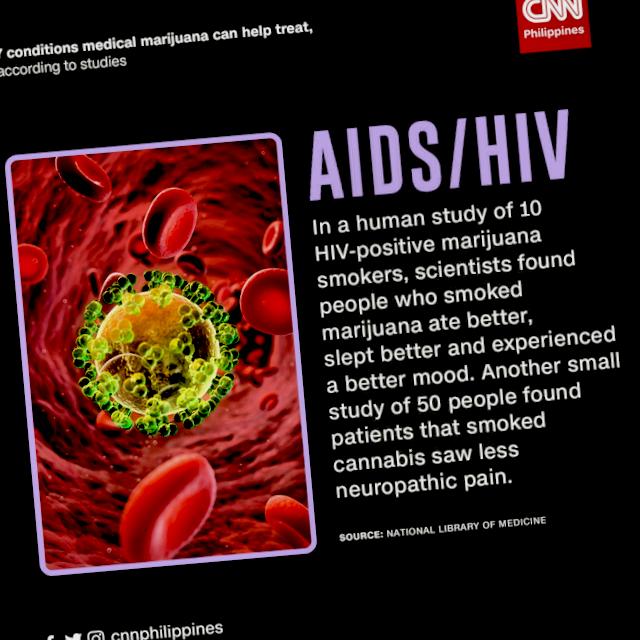 conditions medical marijuana can help treat,
according to studies
CNN
Philippines
AIDS/HIV
In a human study of 10
HIV-positive marijuana
smokers, scientists found
people who smoked
marijuana ate better,
slept better and experienced
a better mood. Another small
study of 50 people found
patients that smoked
cannabis saw less
neuropathic pain.
SOURCE: NATIONAL LIBRARY OF MEDICINE
cnnphilippines